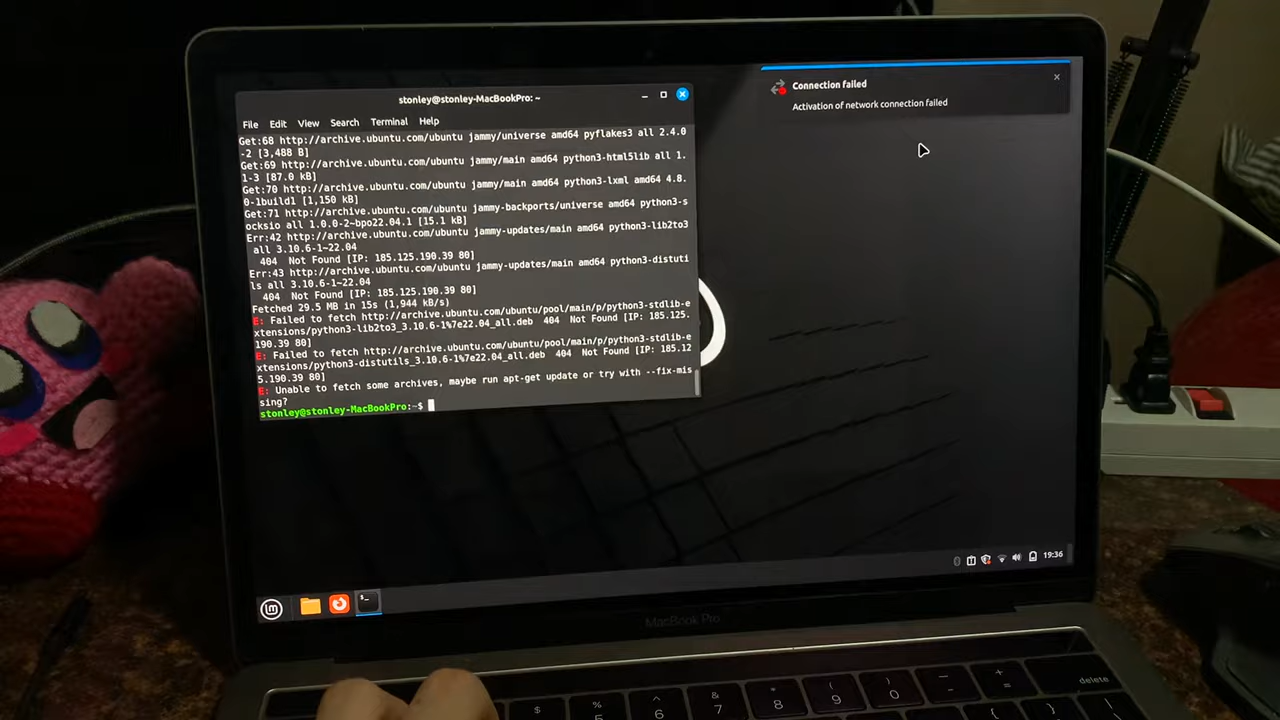 stonley@stonley-MacBookPro: ~
File Edit View Search Terminal Help
Get:68 http://archive.ubuntu.com/ubuntu jammy/universe amd64 pyflakes3 all 2.4.0
-2 [3,488 B]
Get:69 http://archive.ubuntu.com/ubuntu jammy/main amd64 python3-html5lib all 1.
1-3 [87.0 kB]
Get:70 http://archive.ubuntu.com/ubuntu jammy/main amd64 python3-lxml amd64 4.8.
0-1build1 [1,150 kB]
Get:71 http://archive.ubuntu.com/ubuntu jammy-backports/universe amd64 python3-s
ocksio all 1.0.0-2~bpo22.04.1 [15.1 kB]
Err:42 http://archive.ubuntu.com/ubuntu jammy-updates/main amd64 python3-lib2to3
all 3.10.6-1~22.04
404 Not Found [IP: 185.125.190.39 80]
Err:43 http://archive.ubuntu.com/ubuntu jammy-updates/main amd64 python3-distuti
ls all 3.10.6-1~22.04
404 Not Found [IP: 185.125.190.39 80]
Fetched 29.5 MB in 15s (1,944 kB/s)
E: Failed to fetch http://archive.ubuntu.com/ubuntu/pool/main/p/python3-stdlib-e
xtensions/python3-lib2to3_3.10.6-1%7e22.04_all.deb 404 Not Found [IP: 185.125.
190.39 80]
E: Failed to fetch http://archive.ubuntu.com/ubuntu/pool/main/p/python3-stdlib-e
xtensions/python3-distutils_3.10.6-1%7e22.04_all.deb 404 Not Found [IP: 185.12
5.190.39 80]
E: Unable to fetch some archives, maybe run apt-get update or try with --fix-mis
sing?
stonley@stonley-MacBookPro:~$
Connection failed
Activation of network connection failed
19:36
MacBook Pro
$ % ^ & * ( ) — +
5 6 7 8 9 0 - =
delete